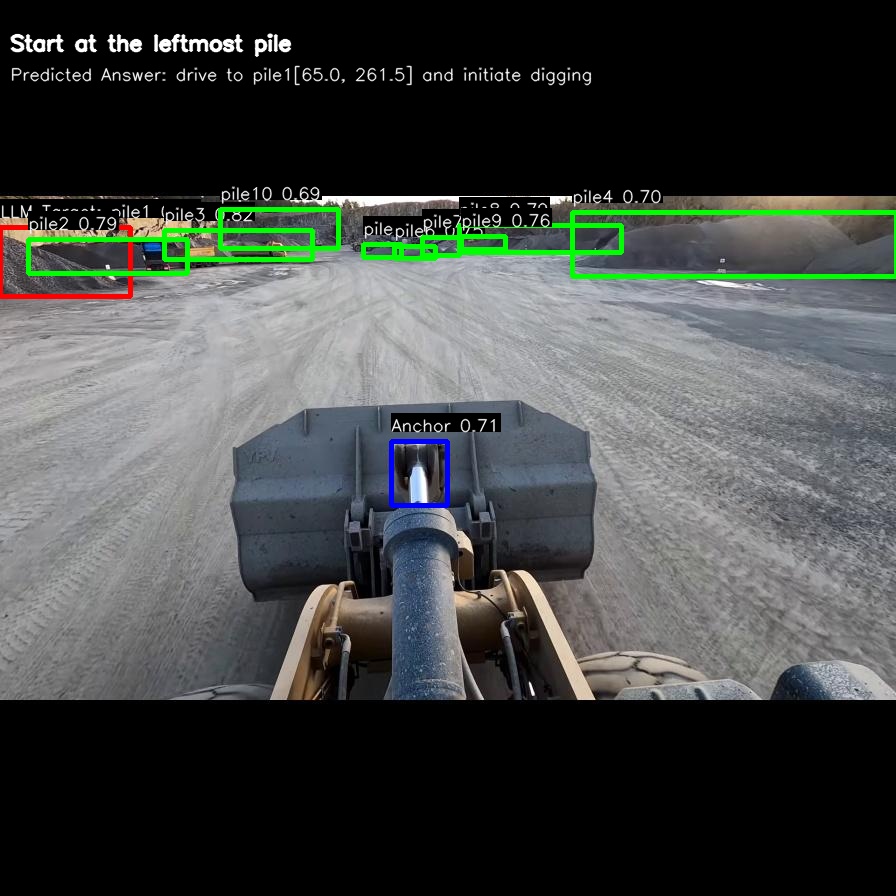 Start at the leftmost pile
Predicted Answer: drive to pile1[65.0, 261.5] and initiate digging
pile10 0.69
pile4 0.70
LLM Target: pile1
pile3 0.82
pile2 0.79
pile9 0.76
Anchor 0.71